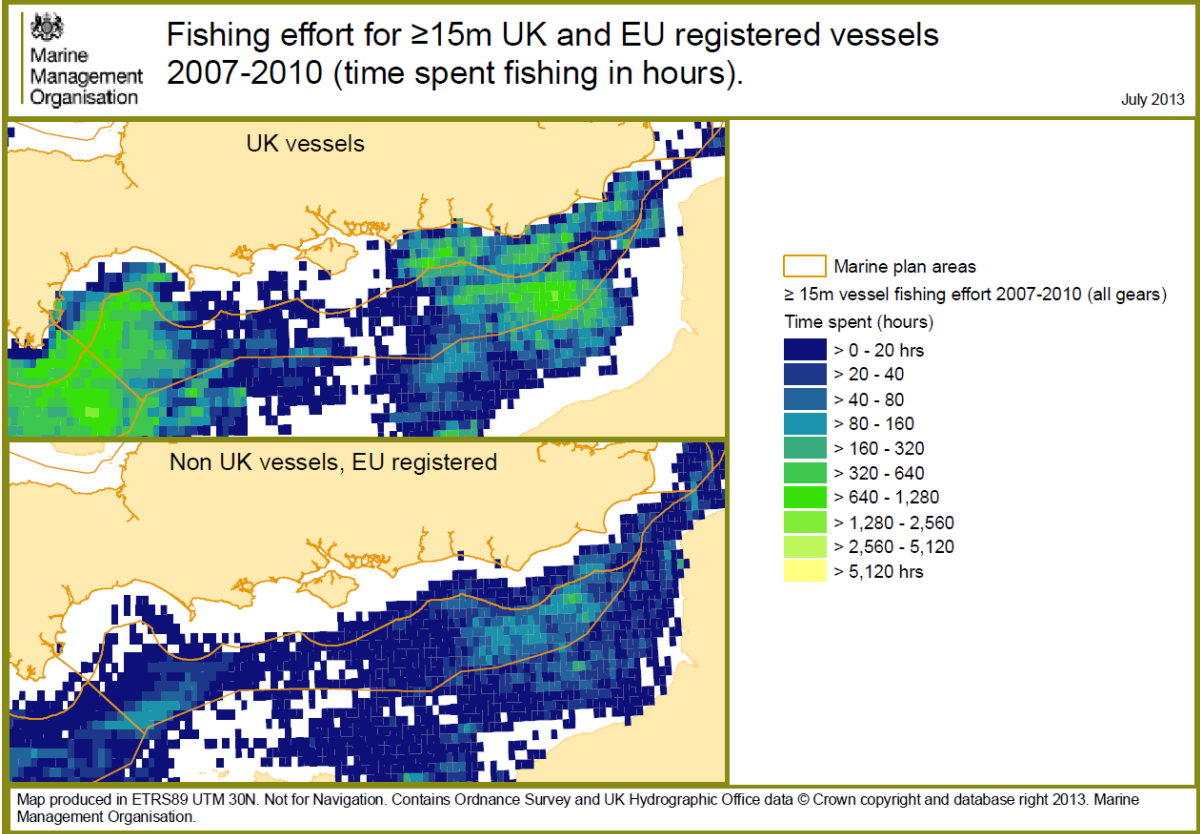 Marine
Management
Organisation
Fishing effort for ≥15m UK and EU registered vessels
2007-2010 (time spent fishing in hours).
July 2013
UK vessels
Non UK vessels, EU registered
Marine plan areas
≥ 15m vessel fishing effort 2007-2010 (all gears)
Time spent (hours)
> 0 - 20 hrs
> 20 - 40
> 40 - 80
> 80 - 160
> 160 - 320
> 320 - 640
> 640 - 1,280
> 1,280 - 2,560
> 2,560 - 5,120
> 5,120 hrs
Map produced in ETRS89 UTM 30N. Not for Navigation. Contains Ordnance Survey and UK Hydrographic Office data © Crown copyright and database right 2013. Marine
Management Organisation.